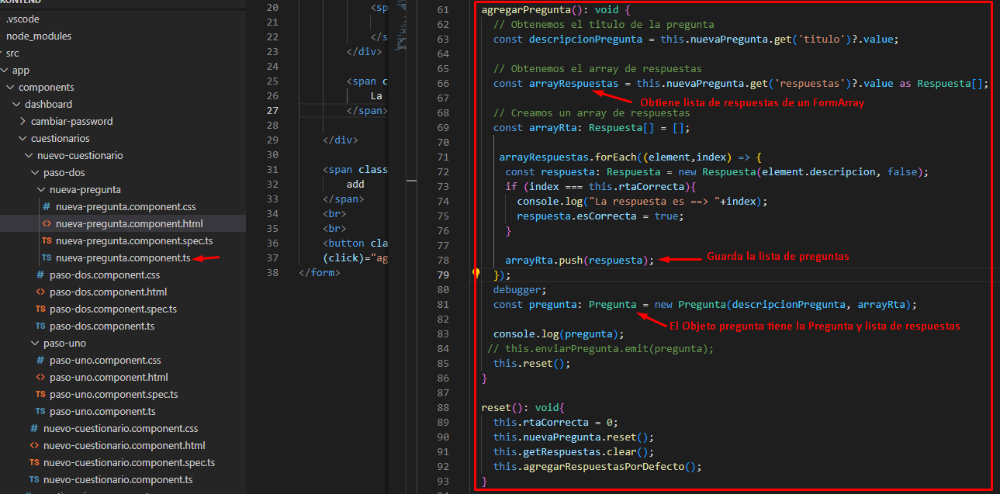 RONTEND
.vscode
node_modules
src
app
components
dashboard
cambiar-password
cuestionarios
nuevo-cuestionario
paso-dos
nueva-pregunta
# nueva-pregunta.component.css
<> nueva-pregunta.component.html
TS nueva-pregunta.component.spec.ts
TS nueva-pregunta.component.ts
# paso-dos.component.css
<> paso-dos.component.html
TS paso-dos.component.spec.ts
TS paso-dos.component.ts
paso-uno
# paso-uno.component.css
<> paso-uno.component.html
TS paso-uno.component.spec.ts
TS paso-uno.component.ts
# nuevo-cuestionario.component.css
<> nuevo-cuestionario.component.html
TS nuevo-cuestionario.component.spec.ts
TS nuevo-cuestionario.component.ts
20 <sp
21
22 </s
23 </div>
24
25 <span c
26 La
27 </span>
28
29 </div>
30
31 <span class
32 add
33 </span>
34 <br>
35 <br>
36 <button cla
37 (click)="ag
38 </form>
61 agregarPregunta(): void {
62 // Obtenemos el titulo de la pregunta
63 const descripcionPregunta = this.nuevaPregunta.get('titulo')?.value;
64
65 // Obtenemos el array de respuestas
66 const arrayRespuestas = this.nuevaPregunta.get('respuestas')?.value as Respuesta[];
67 Obtiene lista de respuestas de un FormArray
68 // Creamos un array de respuestas
69 const arrayRta: Respuesta[] = [];
70
71 arrayRespuestas.forEach((element,index) => {
72 const respuesta: Respuesta = new Respuesta(element.descripcion, false);
73 if (index === this.rtaCorrecta){
74 console.log("La respuesta es ==> "+index);
75 respuesta.esCorrecta = true;
76 }
77
78 arrayRta.push(respuesta); Guarda la lista de preguntas
79 });
80 debugger;
81 const pregunta: Pregunta = new Pregunta(descripcionPregunta, arrayRta);
82 El Objeto pregunta tiene la Pregunta y lista de respuestas
83 console.log(pregunta);
84 // this.enviarPregunta.emit(pregunta);
85 this.reset();
86 }
87
88 reset(): void{
89 this.rtaCorrecta = 0;
90 this.nuevaPregunta.reset();
91 this.getRespuestas.clear();
92 this.agregarRespuestasPorDefecto();
93 }